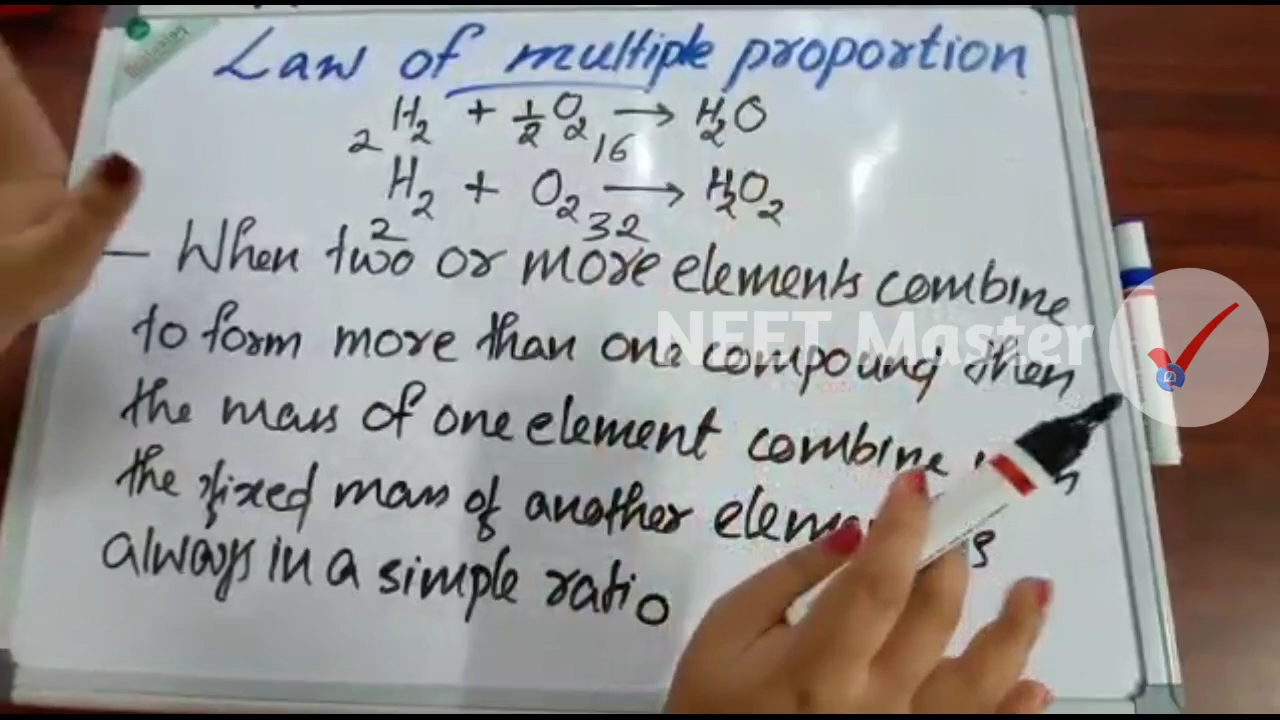 Law of multiple proportion
H₂ + 1/2 O₂ → H₂O
2 16
H₂ + O₂ → H₂O₂
2 32
— When two or more elements combine
to form more than one compound then
the mass of one element combine
the fixed mass of another
always in a simple ratio
NEET Master